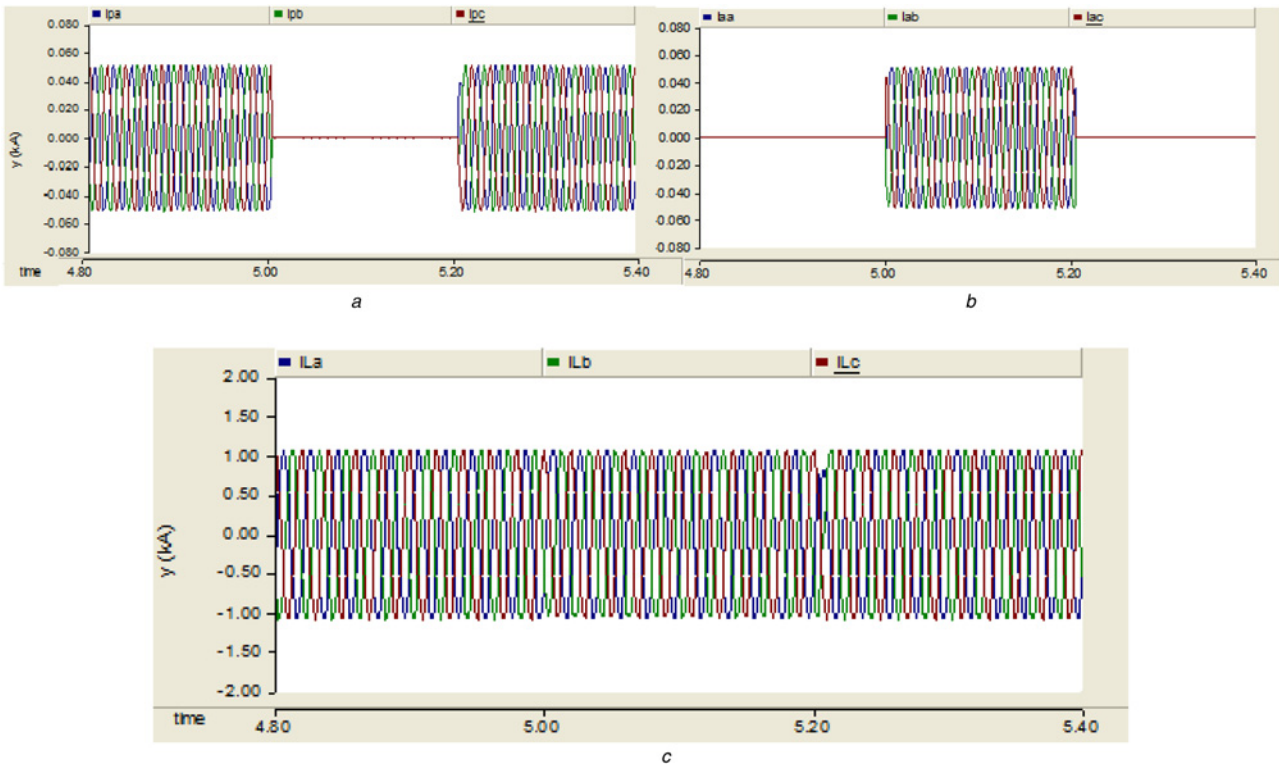 Ipa Ipb Ipc
y (kA)
0.080
0.060
0.040
0.020
0.000
-0.020
-0.040
-0.060
-0.080
time 4.80 5.00 5.20 5.40
a
Iaa Iab Iac
0.080
0.060
0.040
0.020
0.000
-0.020
-0.040
-0.060
-0.080
4.80 5.00 5.20 5.40
b
ILa ILb ILc
y (kA)
2.00
1.50
1.00
0.50
0.00
-0.50
-1.00
-1.50
-2.00
time 4.80 5.00 5.20 5.40
c